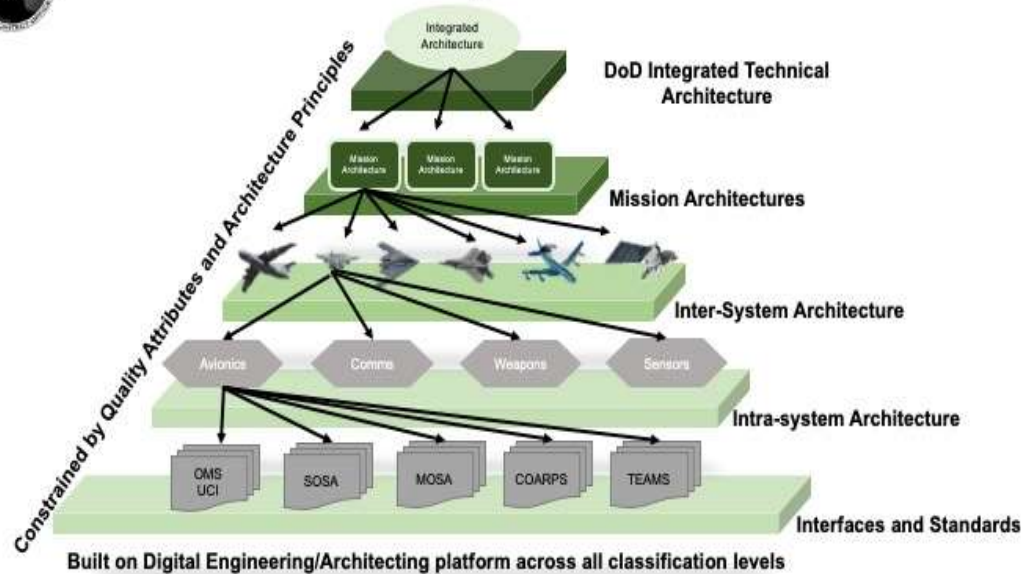 Integrated
Architecture
DoD Integrated Technical
Architecture
Constrained by Quality Attributes and Architecture Principles
Mission
Architecture
Mission
Architecture
Mission
Architecture
Mission Architectures
Inter-System Architecture
Avionics
Comms
Weapons
Sensors
Intra-system Architecture
OMS
UCI
SOSA
MOSA
COARPS
TEAMS
Interfaces and Standards
Built on Digital Engineering/Architecting platform across all classification levels